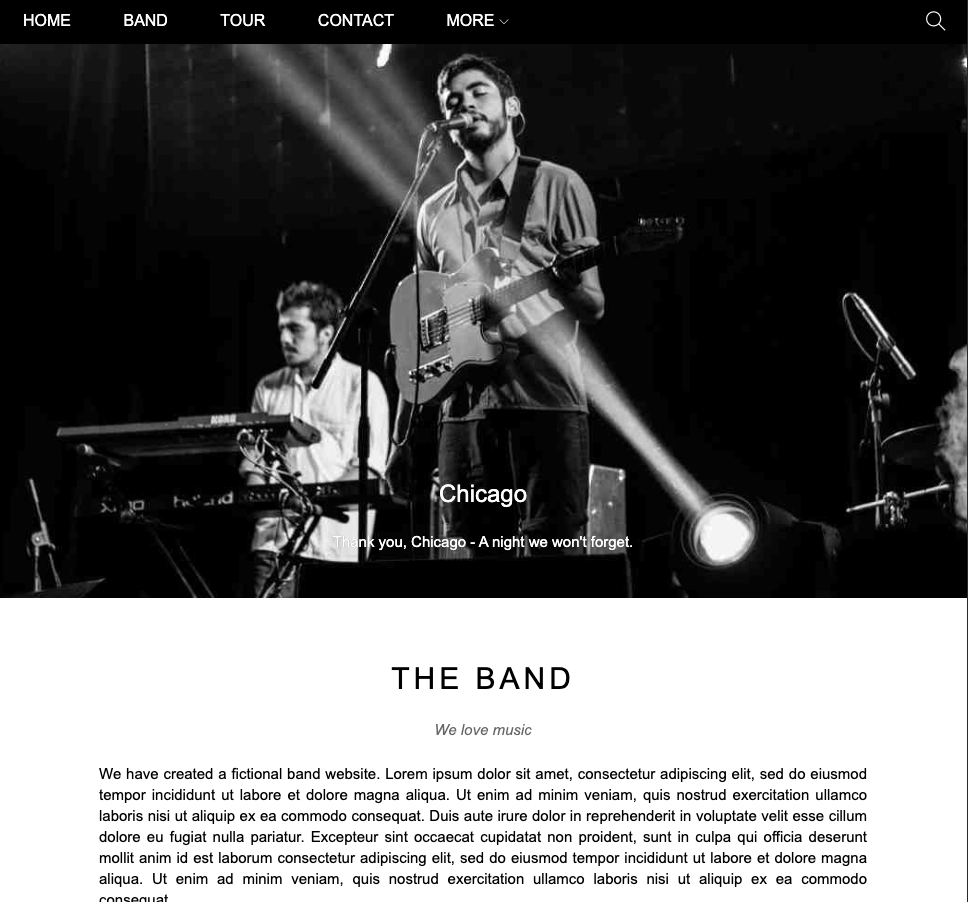 HOME BAND TOUR CONTACT MORE
KORG
Chicago
Thank you, Chicago - A night we won't forget.
THE BAND
We love music
We have created a fictional band website. Lorem ipsum dolor sit amet, consectetur adipiscing elit, sed do eiusmod
tempor incididunt ut labore et dolore magna aliqua. Ut enim ad minim veniam, quis nostrud exercitation ullamco
laboris nisi ut aliquip ex ea commodo consequat. Duis aute irure dolor in reprehenderit in voluptate velit esse cillum
dolore eu fugiat nulla pariatur. Excepteur sint occaecat cupidatat non proident, sunt in culpa qui officia deserunt
mollit anim id est laborum consectetur adipiscing elit, sed do eiusmod tempor incididunt ut labore et dolore magna
aliqua. Ut enim ad minim veniam, quis nostrud exercitation ullamco laboris nisi ut aliquip ex ea commodo
consequat.